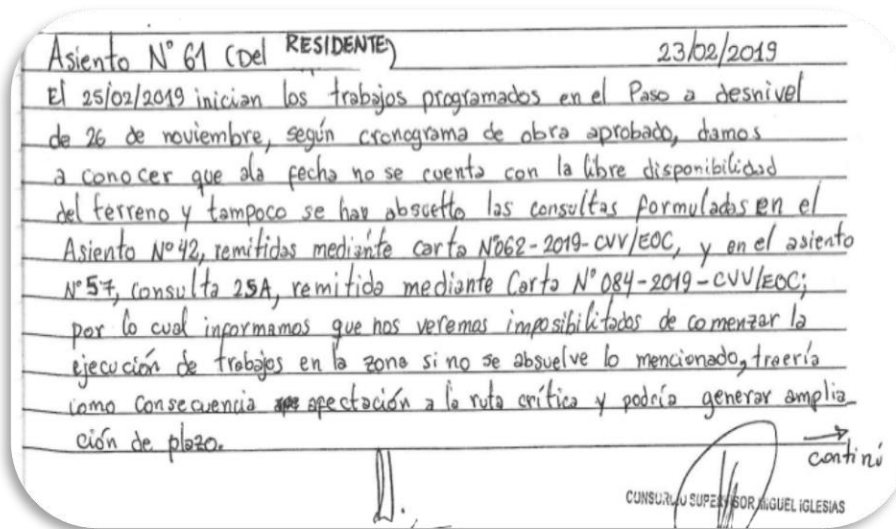 Asiento N° 61 (Del RESIDENTE) 23/02/2019
El 25/02/2019 inician los trabajos programados en el Paso a desnivel
de 26 de noviembre, según cronograma de obra aprobado, damos
a conocer que ala fecha no se cuenta con la libre disponibilidad
del terreno y tampoco se han absuelto las consultas formuladas en el
Asiento N° 42, remitidas mediante carta N°062-2019-CVV/EOC, y en el asiento
N° 57, consulta 25A, remitida mediante Carta N° 084-2019-CVV/EOC;
por lo cual informamos que nos veremos imposibilitados de comenzar la
ejecución de trabajos en la zona si no se absuelve lo mencionado, traería
como consecuencia afectación a la ruta crítica y podría generar amplia
ción de plazo.
continú
SUPERVISOR MIGUEL IGLESIAS